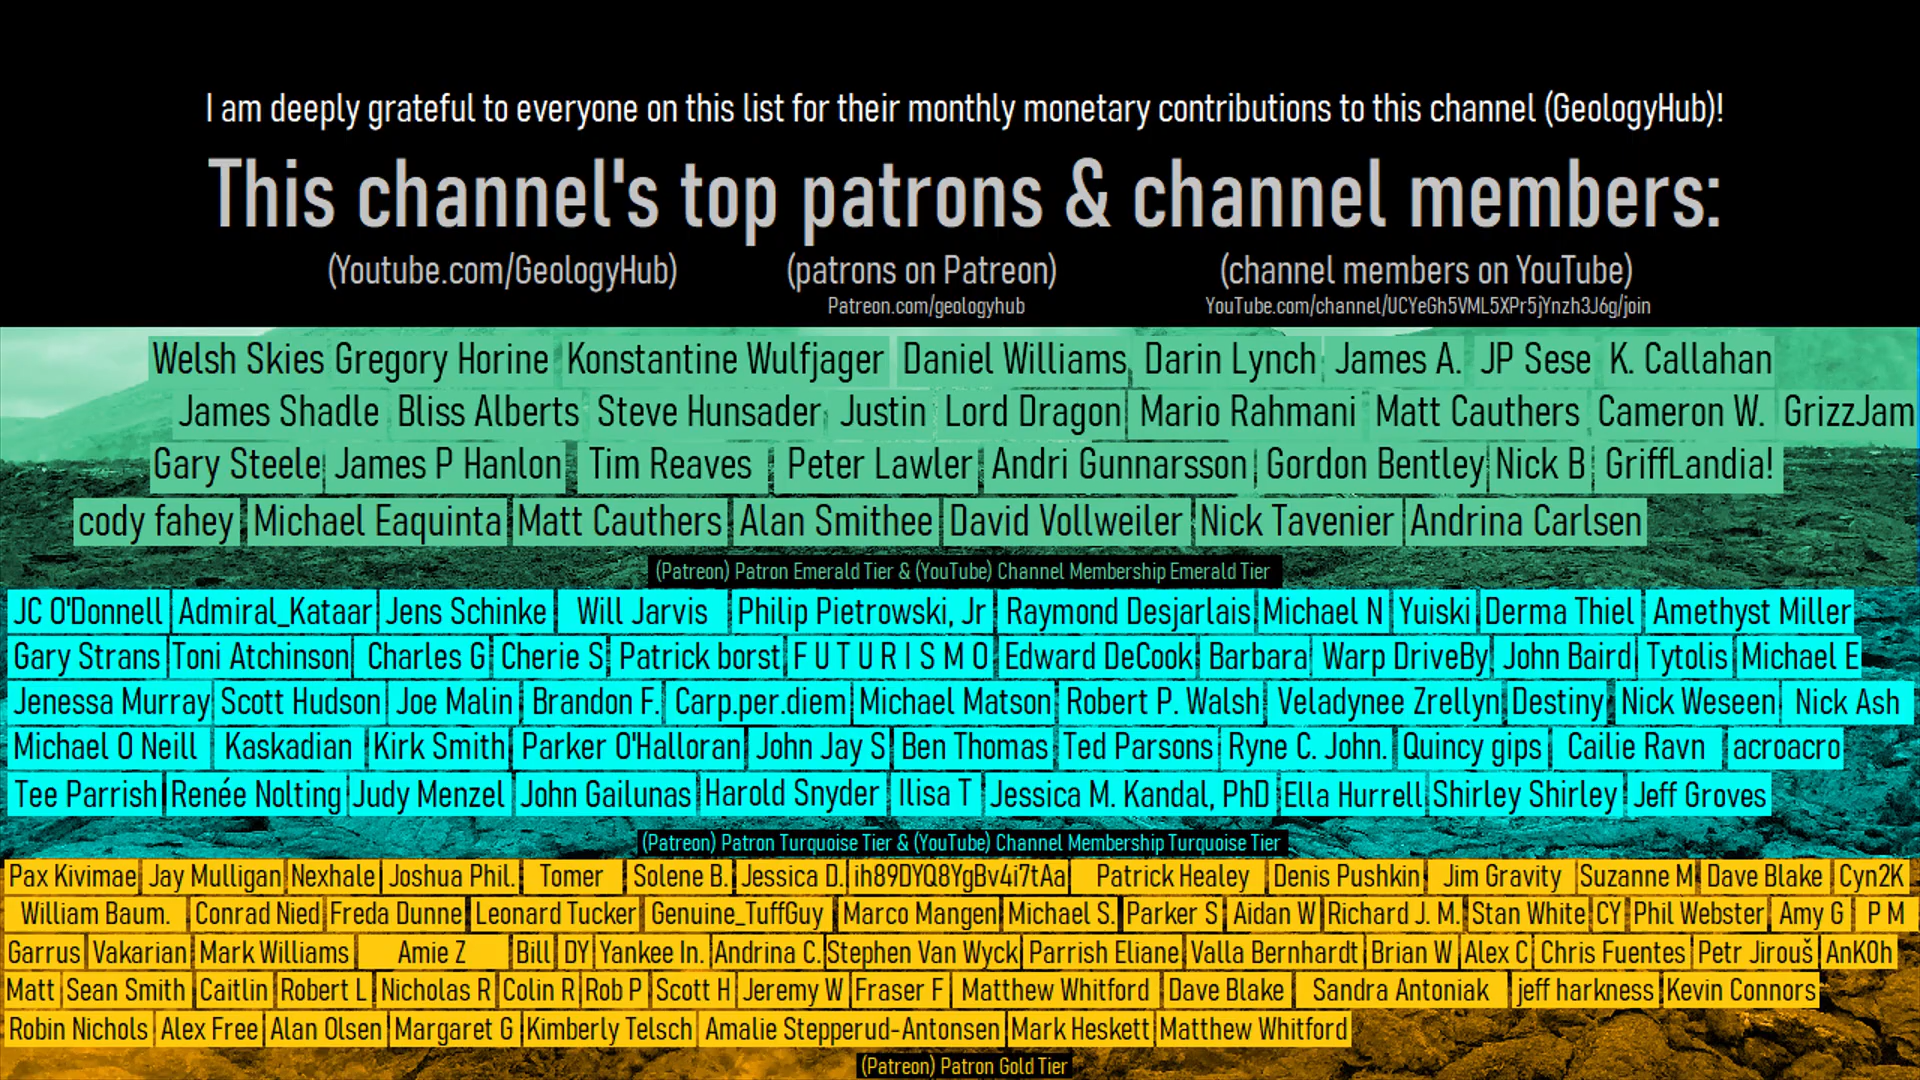 I am deeply grateful to everyone on this list for their monthly monetary contributions to this channel (GeologyHub)!
This channel's top patrons & channel members:
(Youtube.com/GeologyHub) (patrons on Patreon) (channel members on YouTube)
Patreon.com/geologyhub YouTube.com/channel/UCYeGh5VML5XPr5jYnzh3J6g/join
Welsh Skies Gregory Horine Konstantine Wulfjager Daniel Williams Darin Lynch James A. JP Sese K. Callahan
James Shadle Bliss Alberts Steve Hunsader Justin Lord Dragon Mario Rahmani Matt Cauthers Cameron W. GrizzJam
Gary Steele James P Hanlon Tim Reaves Peter Lawler Andri Gunnarsson Gordon Bentley Nick B GriffLandia!
cody fahey Michael Eaquinta Matt Cauthers Alan Smithee David Vollweiler Nick Tavenier Andrina Carlsen
(Patreon) Patron Emerald Tier & (YouTube) Channel Membership Emerald Tier
JC O'Donnell Admiral_Kataar Jens Schinke Will Jarvis Philip Pietrowski, Jr Raymond Desjarlais Michael N Yuiski Derma Thiel Amethyst Miller
Gary Strans Toni Atchinson Charles G Cherie S Patrick borst F U T U R I S M O Edward DeCook Barbara Warp DriveBy John Baird Tytolis Michael E
Jenessa Murray Scott Hudson Joe Malin Brandon F. Carp.per.diem Michael Matson Robert P. Walsh Veladynee Zrellyn Destiny Nick Weseen Nick Ash
Michael O Neill Kaskadian Kirk Smith Parker O'Halloran John Jay S Ben Thomas Ted Parsons Ryne C. John. Quincy gips Cailie Ravn acroacro
Tee Parrish Renée Nolting Judy Menzel John Gailunas Harold Snyder Ilisa T Jessica M. Kandal, PhD Ella Hurrell Shirley Shirley Jeff Groves
(Patreon) Patron Turquoise Tier & (YouTube) Channel Membership Turquoise Tier
Pax Kivimae Jay Mulligan Nexhale Joshua Phil. Tomer Solene B. Jessica D. ih89DYQ8YgBv4i7tAa Patrick Healey Denis Pushkin Jim Gravity Suzanne M Dave Blake Cyn2K
William Baum. Conrad Nied Freda Dunne Leonard Tucker Genuine_TuffGuy Marco Mangen Michael S. Parker S Aidan W Richard J. M. Stan White CY Phil Webster Amy G P M
Garrus Vakarian Mark Williams Amie Z Bill DY Yankee In. Andrina C. Stephen Van Wyck Parrish Eliane Valla Bernhardt Brian W Alex C Chris Fuentes Petr Jirouš AnK0h
Matt Sean Smith Caitlin Robert L Nicholas R Colin R Rob P Scott H Jeremy W Fraser F Matthew Whitford Dave Blake Sandra Antoniak jeff harkness Kevin Connors
Robin Nichols Alex Free Alan Olsen Margaret G Kimberly Telsch Amalie Stepperud-Antonsen Mark Heskett Matthew Whitford
(Patreon) Patron Gold Tier